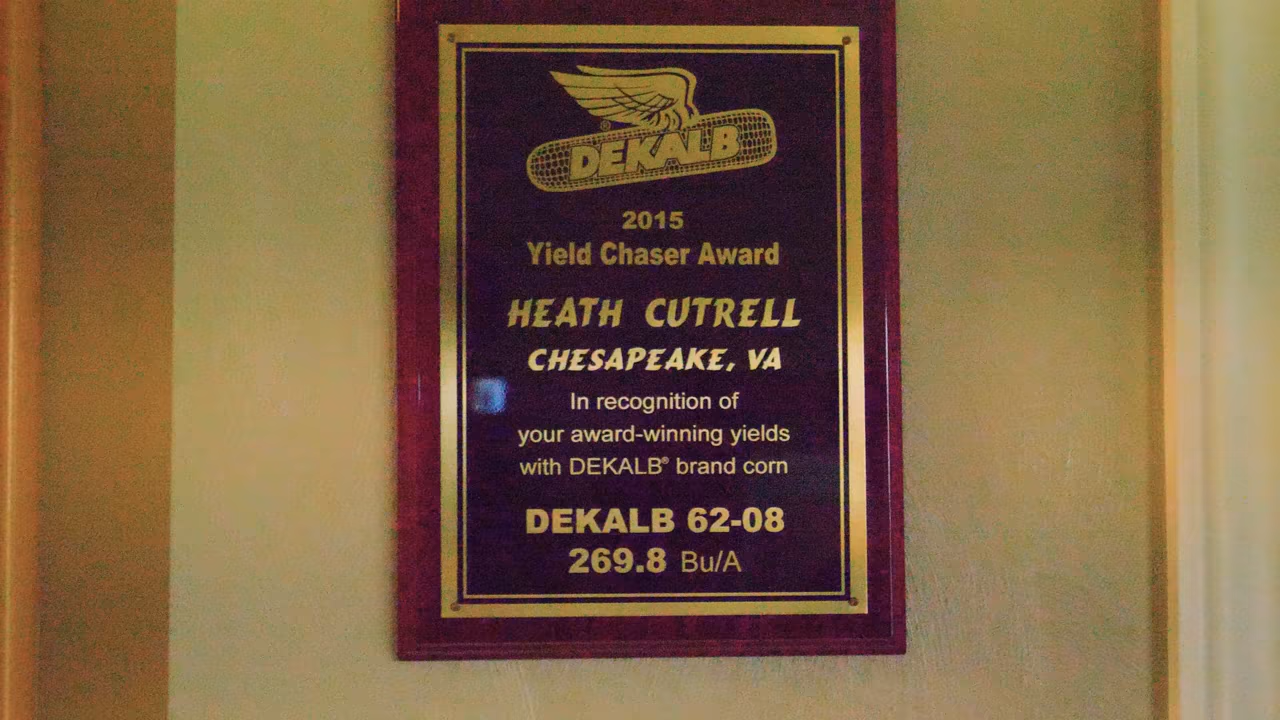 DEKALB®
2015
Yield Chaser Award
HEATH CUTRELL
CHESAPEAKE, VA
In recognition of
your award-winning yields
with DEKALB® brand corn
DEKALB 62-08
269.8 Bu/A